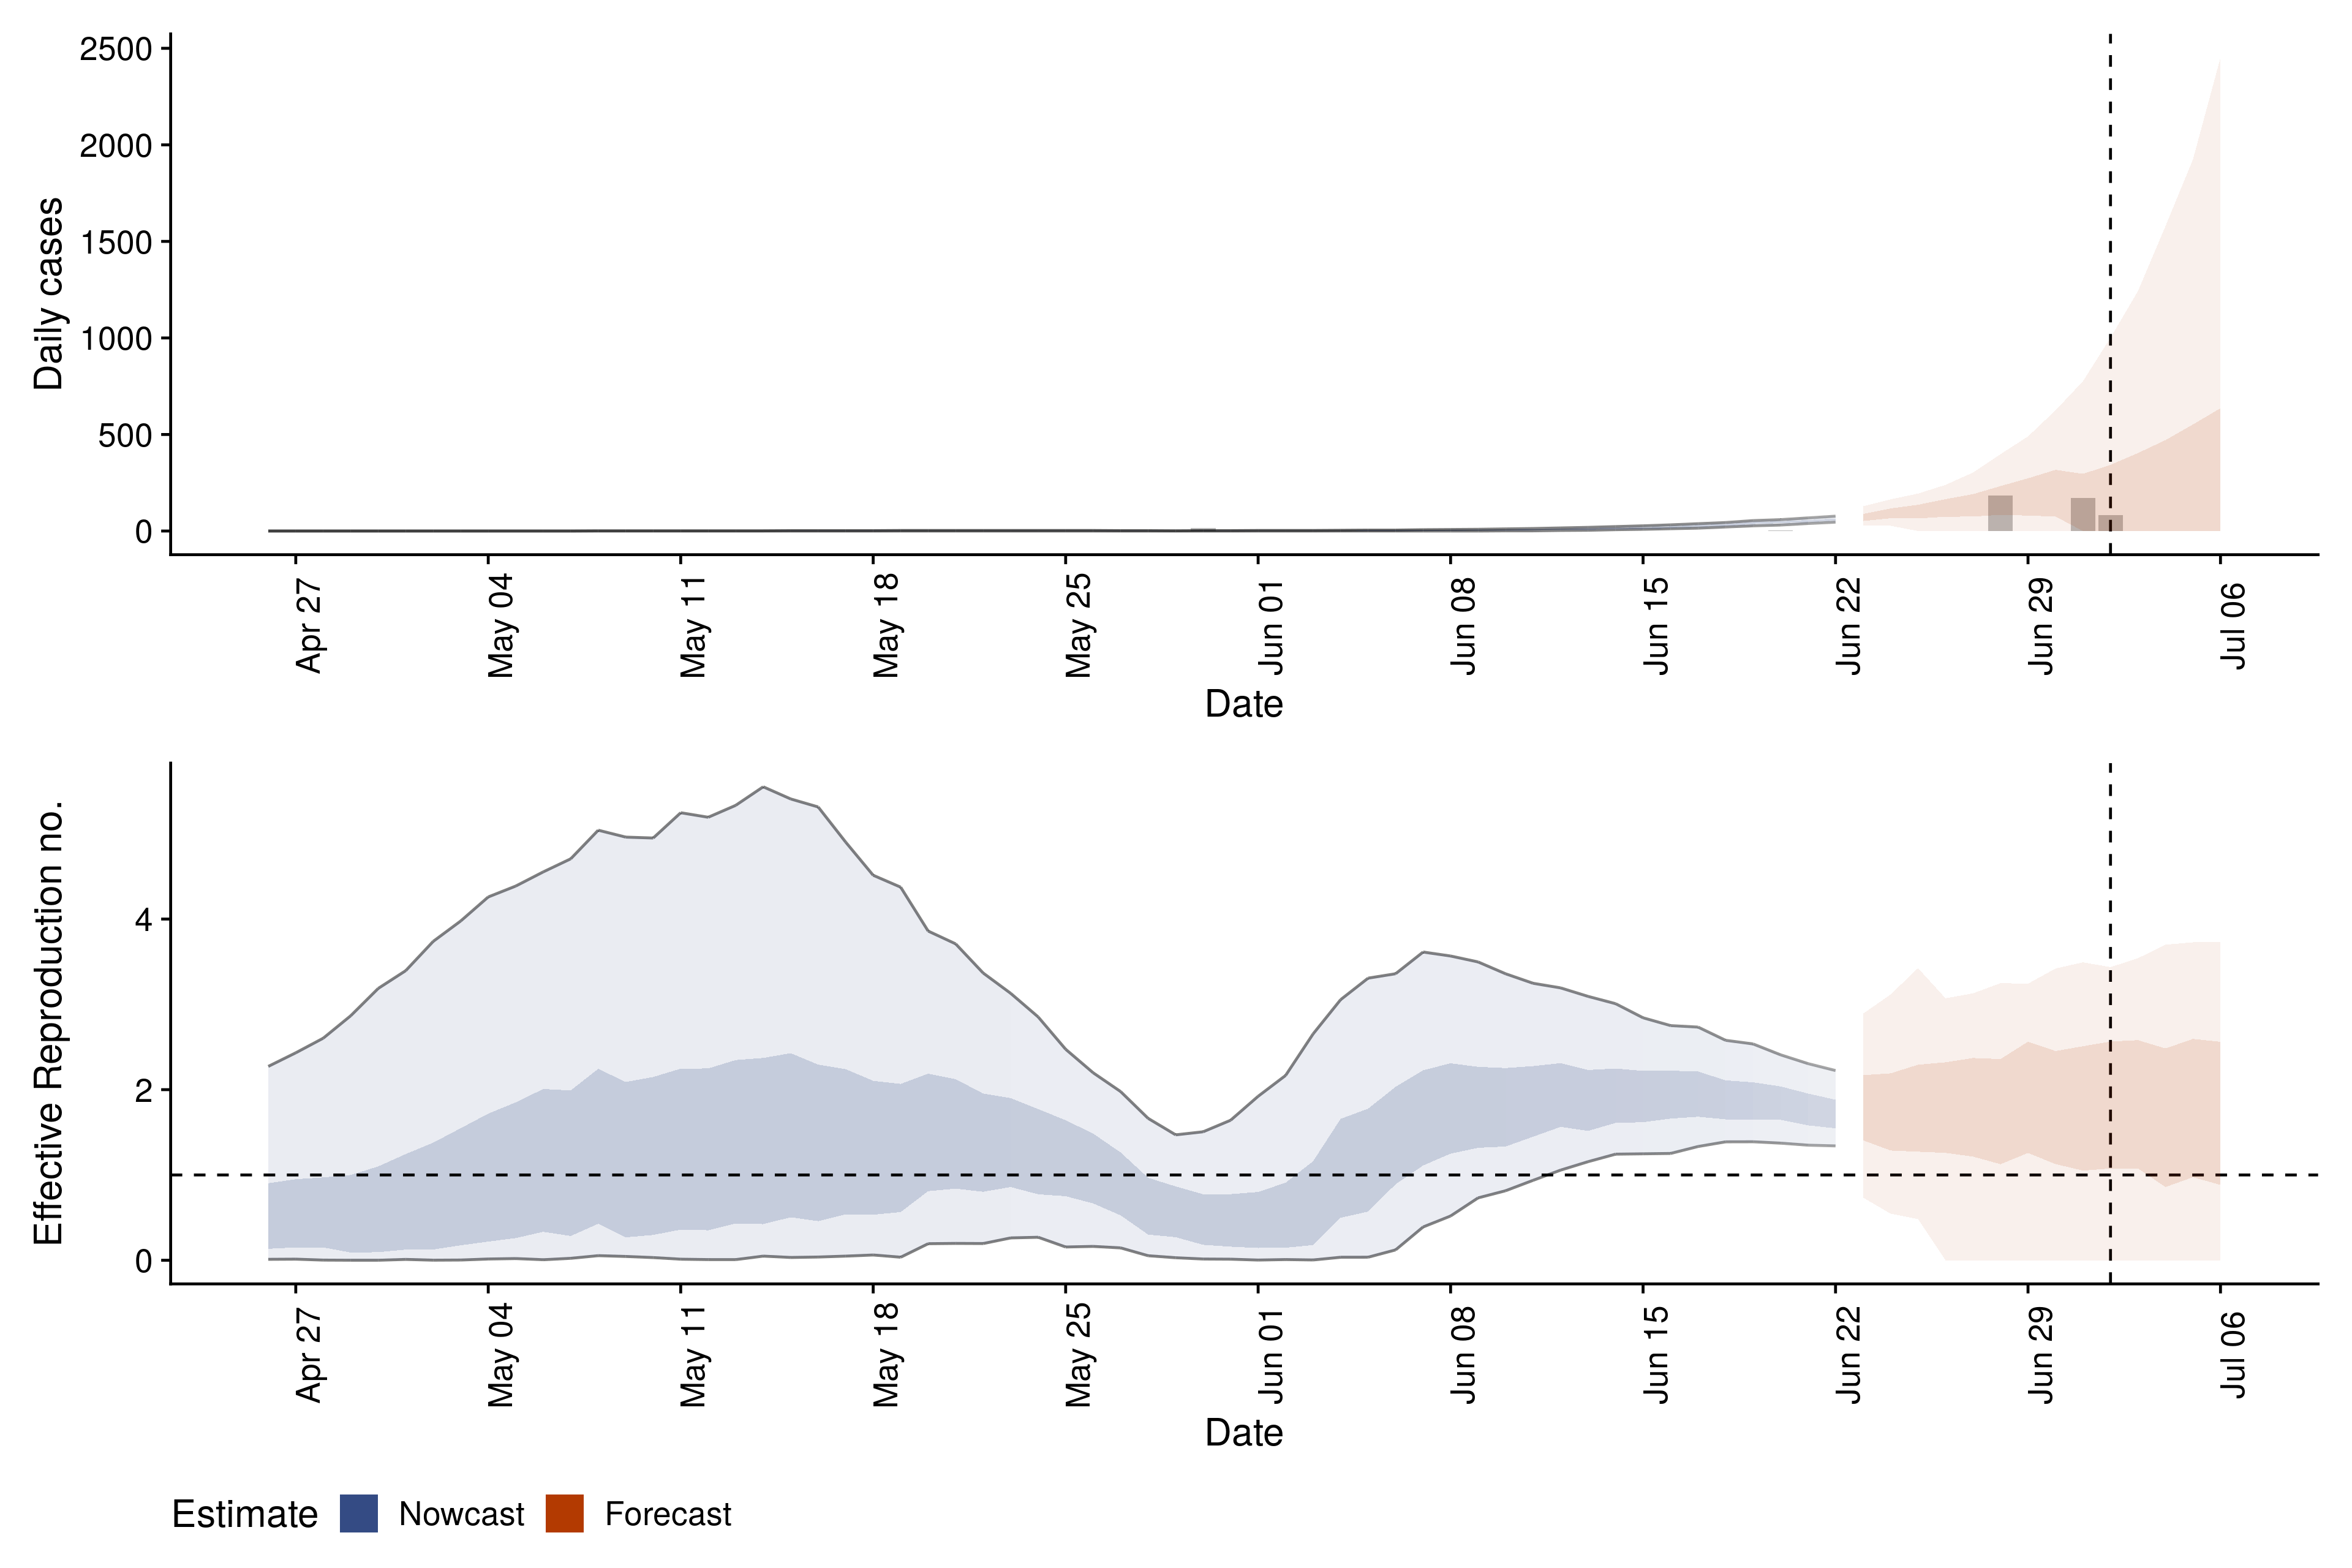 2500
2000
1500
1000
500
0
Daily cases
Apr 27
May 04
May 11
May 18
May 25
Jun 01
Jun 08
Jun 15
Jun 22
Jun 29
Jul 06
Date
4
2
0
Effective Reproduction no.
Apr 27
May 04
May 11
May 18
May 25
Jun 01
Jun 08
Jun 15
Jun 22
Jun 29
Jul 06
Date
Estimate Nowcast Forecast